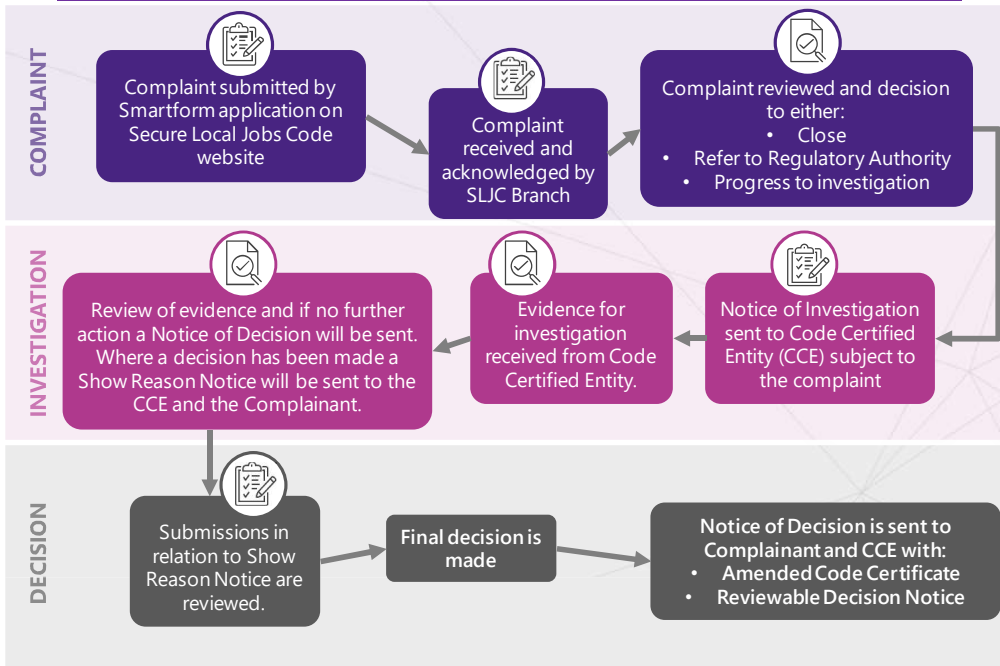 COMPLAINT
Complaint submitted by
Smartform application on
Secure Local Jobs Code
website
Complaint
received and
acknowledged by
SLJC Branch
Complaint reviewed and decision
to either:
• Close
• Refer to Regulatory Authority
• Progress to investigation
INVESTIGATION
Notice of Investigation
sent to Code Certified
Entity (CCE) subject to
the complaint
Evidence for
investigation
received from Code
Certified Entity.
Review of evidence and if no further
action a Notice of Decision will be sent.
Where a decision has been made a
Show Reason Notice will be sent to the
CCE and the Complainant.
DECISION
Submissions in
relation to Show
Reason Notice are
reviewed.
Final decision is
made
Notice of Decision is sent to
Complainant and CCE with:
• Amended Code Certificate
• Reviewable Decision Notice